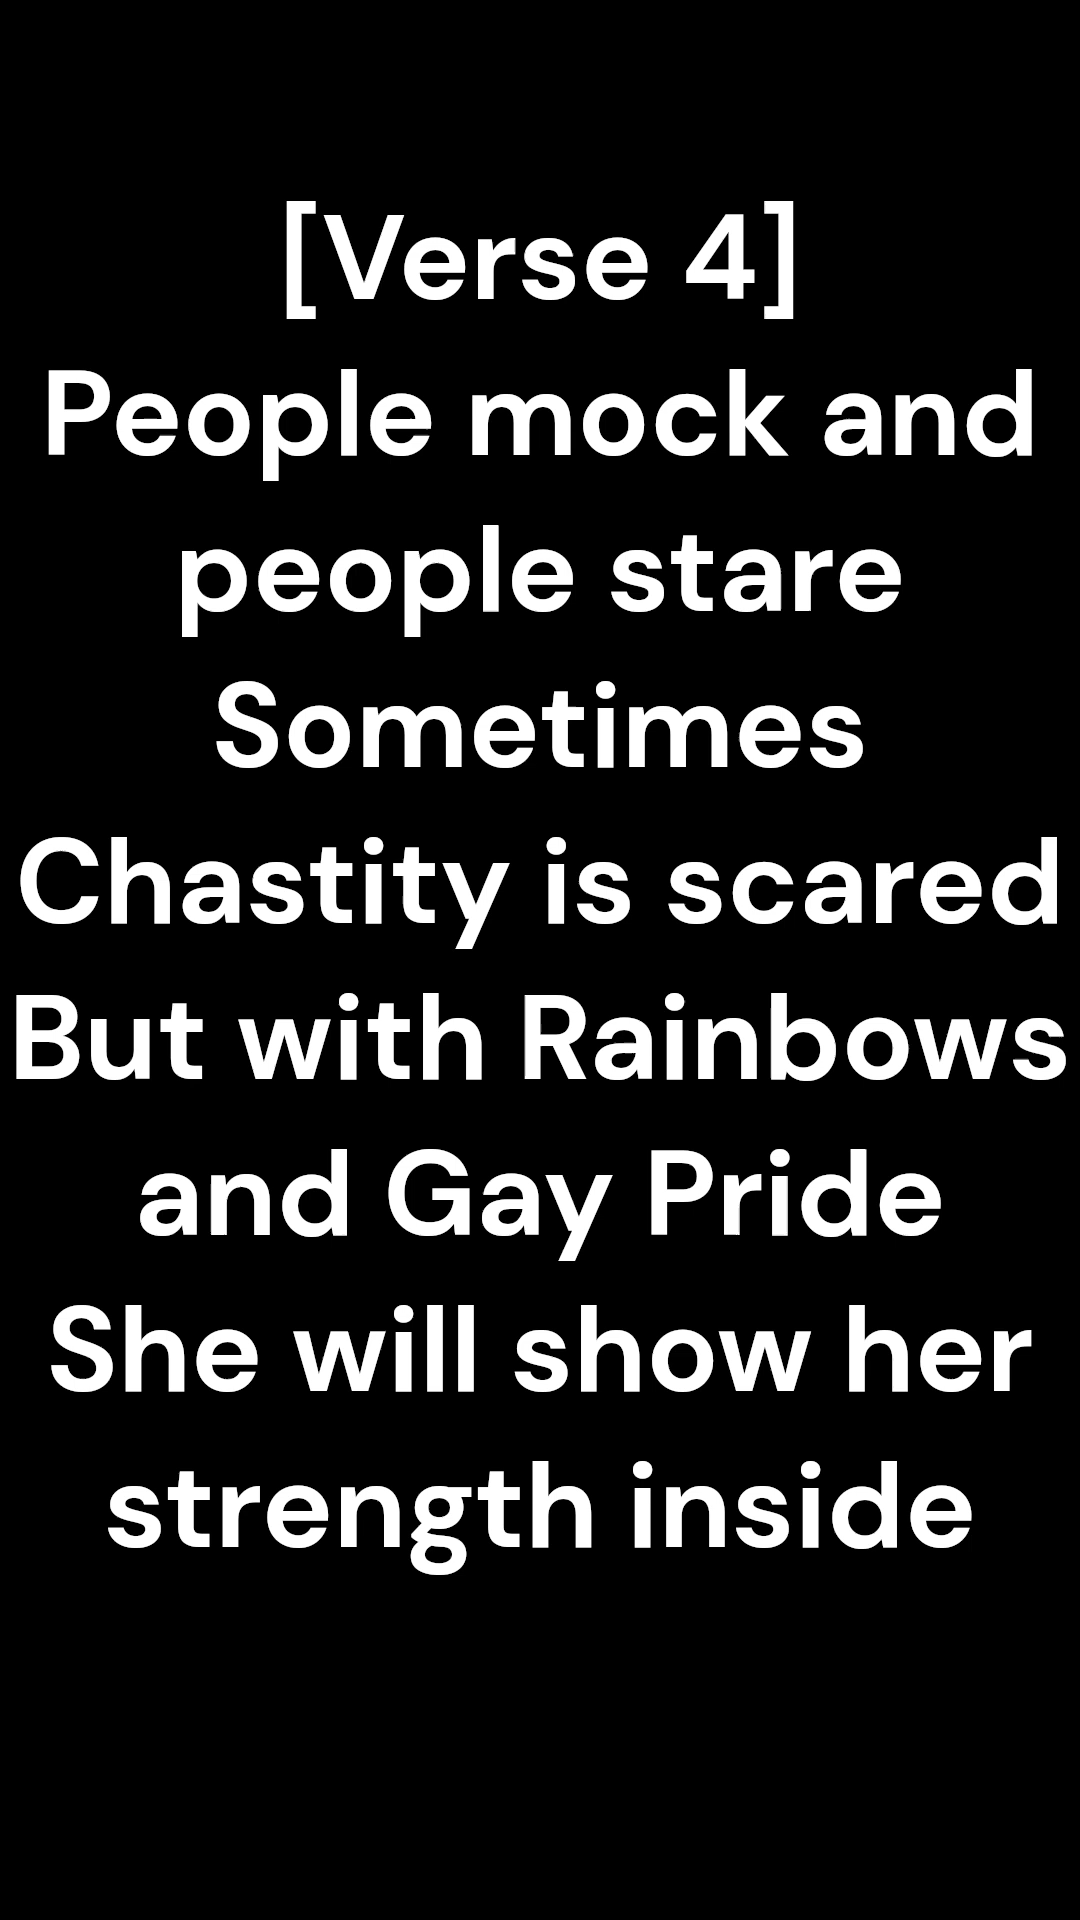 [Verse 4]
People mock and
people stare
Sometimes
Chastity is scared
But with Rainbows
and Gay Pride
She will show her
strength inside